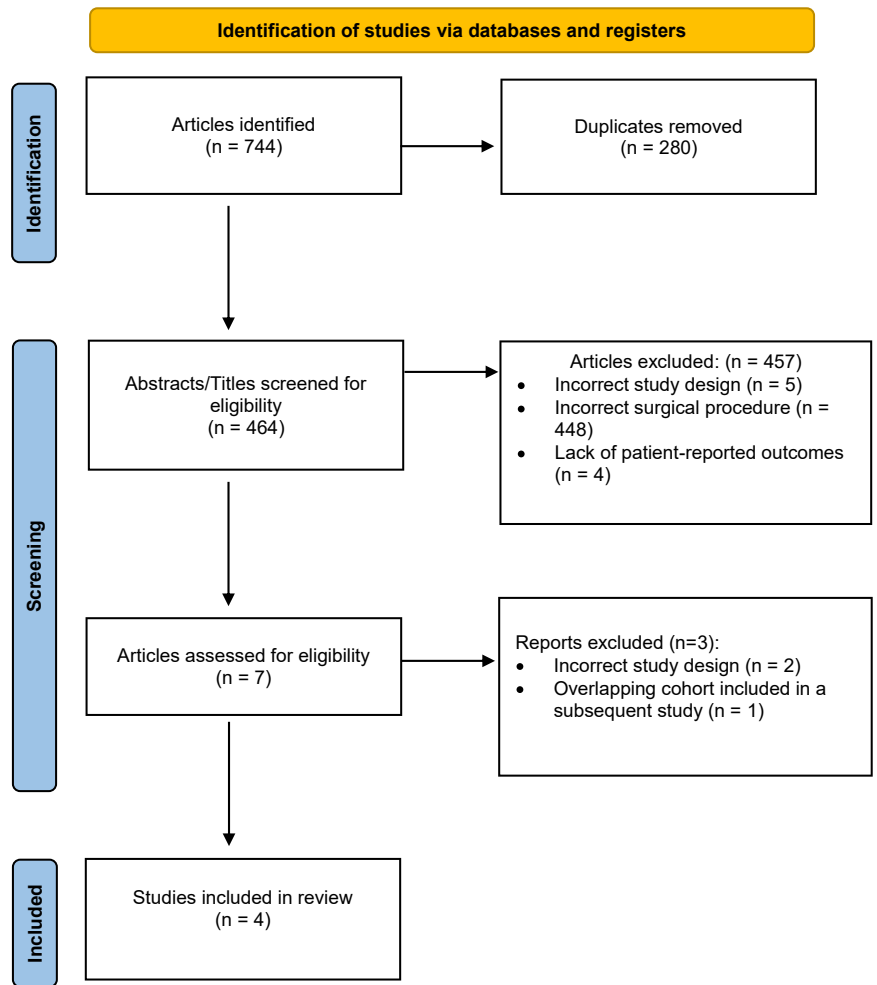 Identification of studies via databases and registers
Identification
Articles identified
(n = 744)
Duplicates removed
(n = 280)
Screening
Abstracts/Titles screened for
eligibility
(n = 464)
Articles excluded: (n = 457)
• Incorrect study design (n = 5)
• Incorrect surgical procedure (n =
448)
• Lack of patient-reported outcomes
(n = 4)
Articles assessed for eligibility
(n = 7)
Reports excluded (n=3):
• Incorrect study design (n = 2)
• Overlapping cohort included in a
subsequent study (n = 1)
Included
Studies included in review
(n = 4)